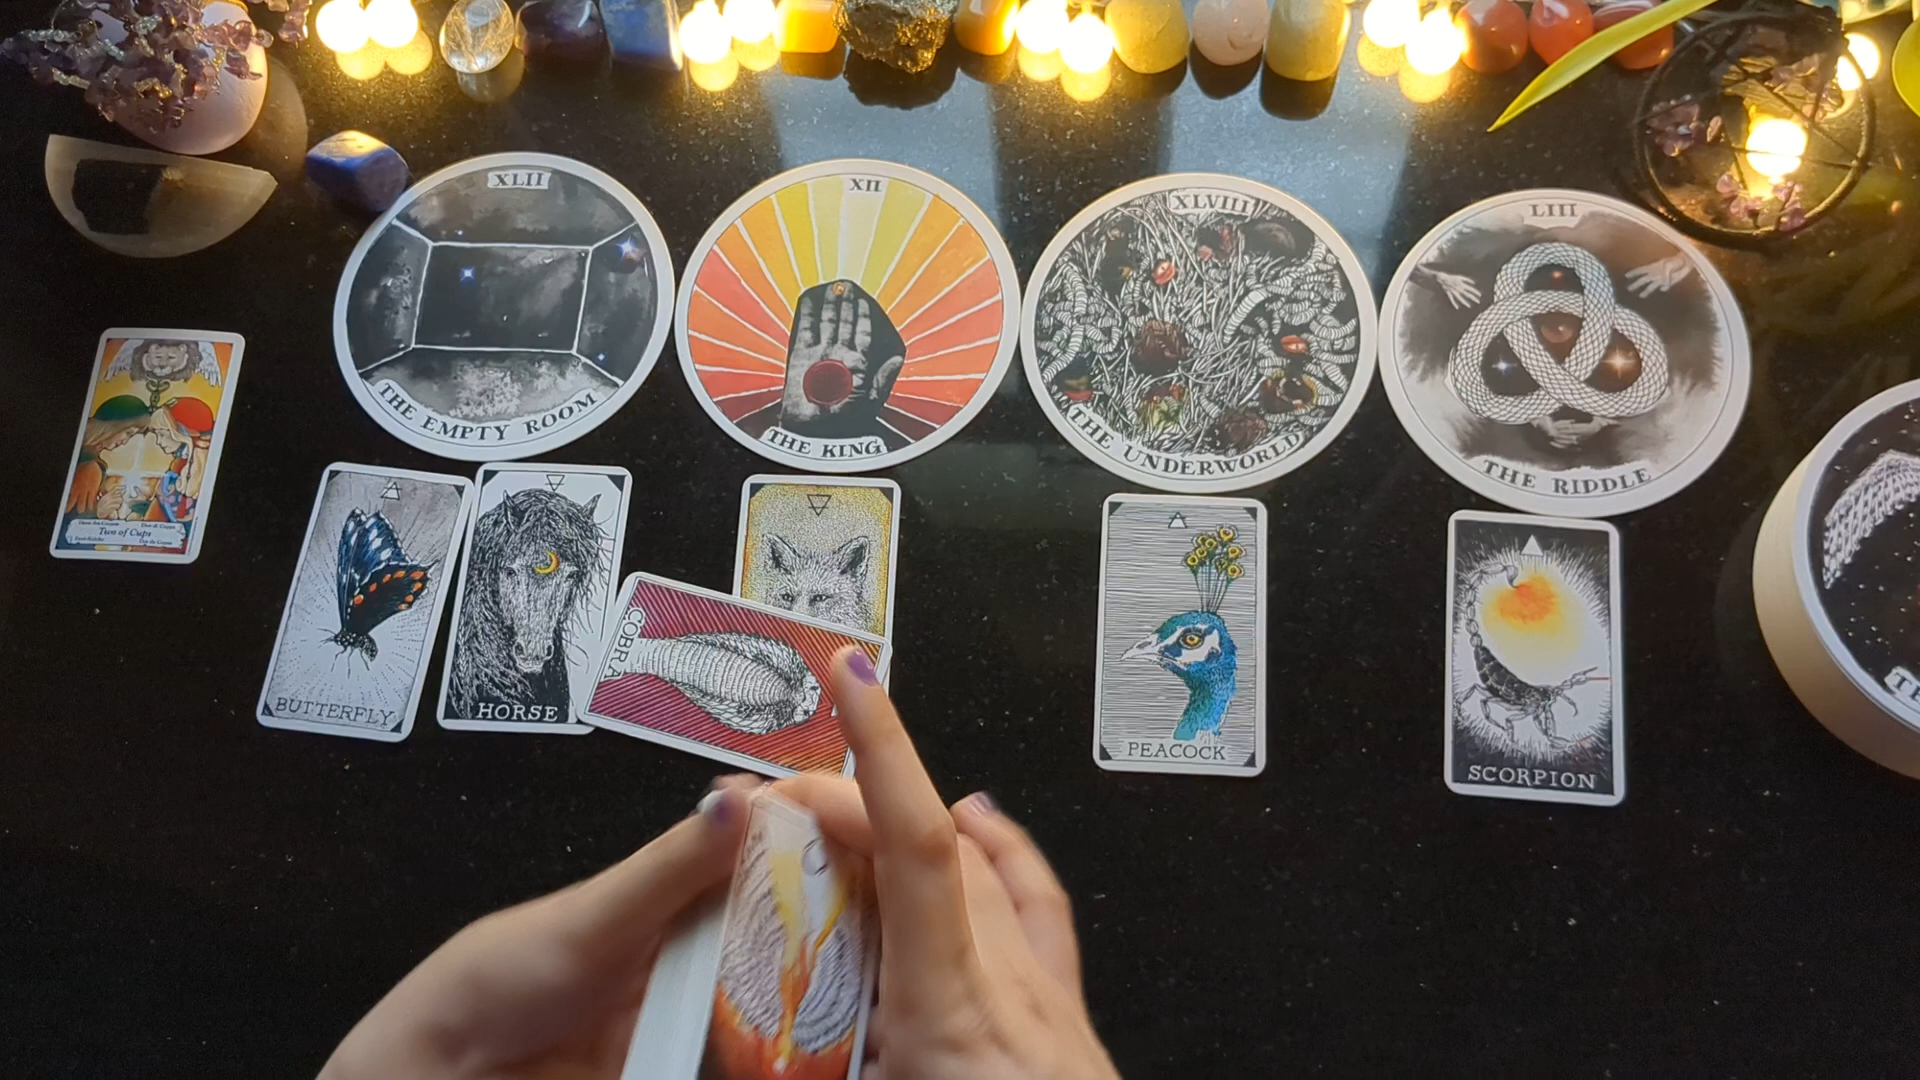 XLII
THE EMPTY ROOM
XII
THE KING
XLVIII
THE UNDERWORLD
LIII
THE RIDDLE
Two of Cups
BUTTERFLY
HORSE
COBRA
PEACOCK
SCORPION